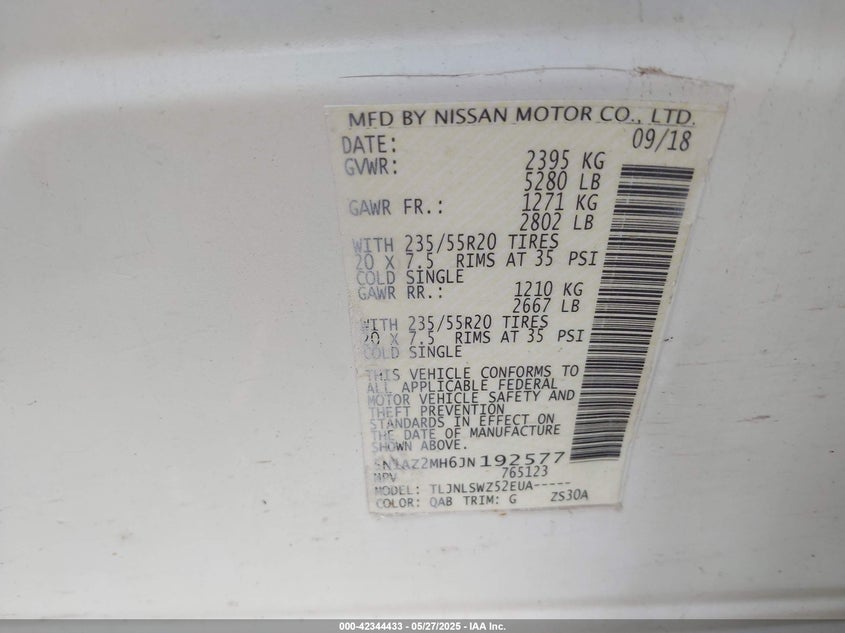 MFD BY NISSAN MOTOR CO., LTD.
DATE: 09/18
GVWR: 2395 KG
5280 LB
GAWR FR.: 1271 KG
2802 LB
WITH 235/55R20 TIRES
20 X 7.5 RIMS AT 35 PSI
COLD SINGLE
GAWR RR.: 1210 KG
2667 LB
WITH 235/55R20 TIRES
20 X 7.5 RIMS AT 35 PSI
COLD SINGLE
THIS VEHICLE CONFORMS TO
ALL APPLICABLE FEDERAL
MOTOR VEHICLE SAFETY AND
THEFT PREVENTION
STANDARDS IN EFFECT ON
THE DATE OF MANUFACTURE
SHOWN ABOVE.
5N1AZ2MH6JN192577
MPV 765123
MODEL: TLJNLSWZ52EUA-----
COLOR: QAB TRIM: G ZS30A
000-42344433 - 05/27/2025 - IAA Inc.